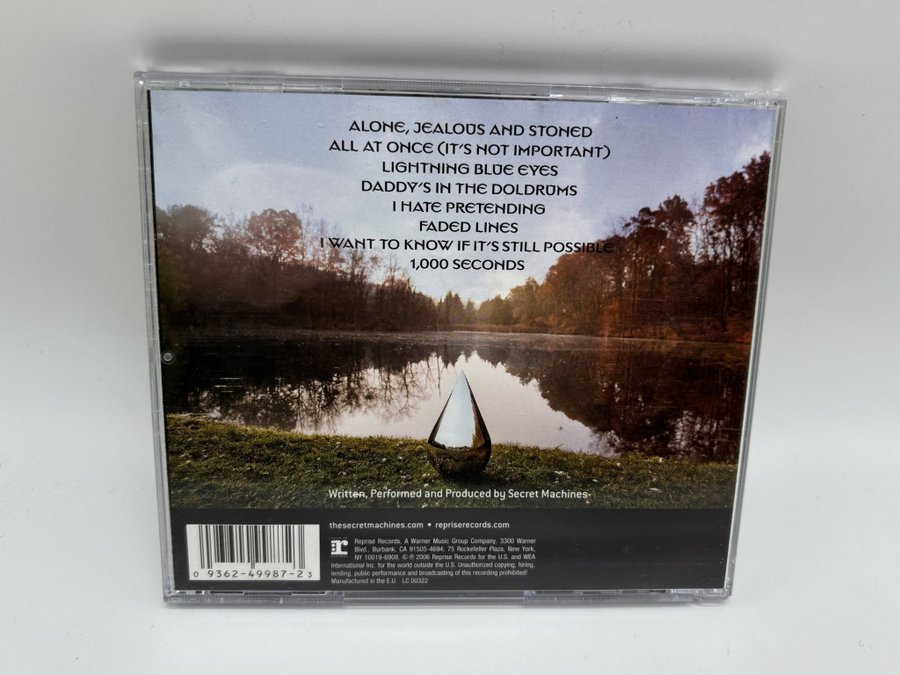 ALONE, JEALOUS AND STONED
ALL AT ONCE (IT'S NOT IMPORTANT)
LIGHTNING BLUE EYES
DADDY'S IN THE DOLDRUMS
I HATE PRETENDING
FADED LINES
I WANT TO KNOW IF IT'S STILL POSSIBLE
1,000 SECONDS
Written, Performed and Produced by Secret Machines
thesecretmachines.com • repriserecords.com
Reprise Records, A Warner Music Group Company, 3300 Warner
Blvd., Burbank, CA 91505-4694; 75 Rockefeller Plaza, New York,
NY 10019-6908. © ℗ 2006 Reprise Records for the U.S. and WEA
International Inc. for the world outside the U.S. Unauthorized copying, hiring,
lending, public performance and broadcasting of this recording prohibited!
Manufactured in the E.U. LC 00322
0 9362-49987-2 3